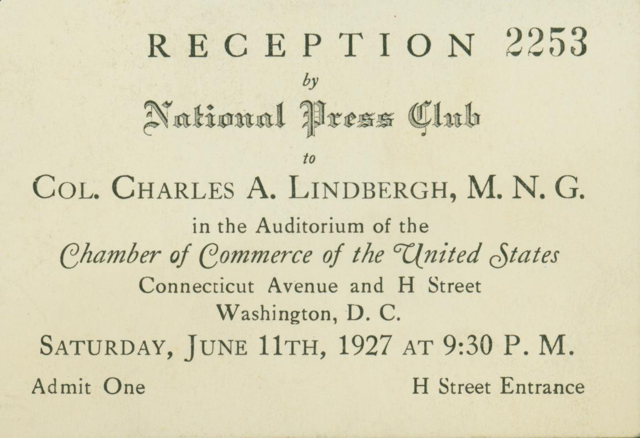 RECEPTION 2253
by
National Press Club
to
COL. CHARLES A. LINDBERGH, M. N. G.
in the Auditorium of the
Chamber of Commerce of the United States
Connecticut Avenue and H Street
Washington, D. C.
SATURDAY, JUNE 11TH, 1927 AT 9:30 P. M.
Admit One H Street Entrance